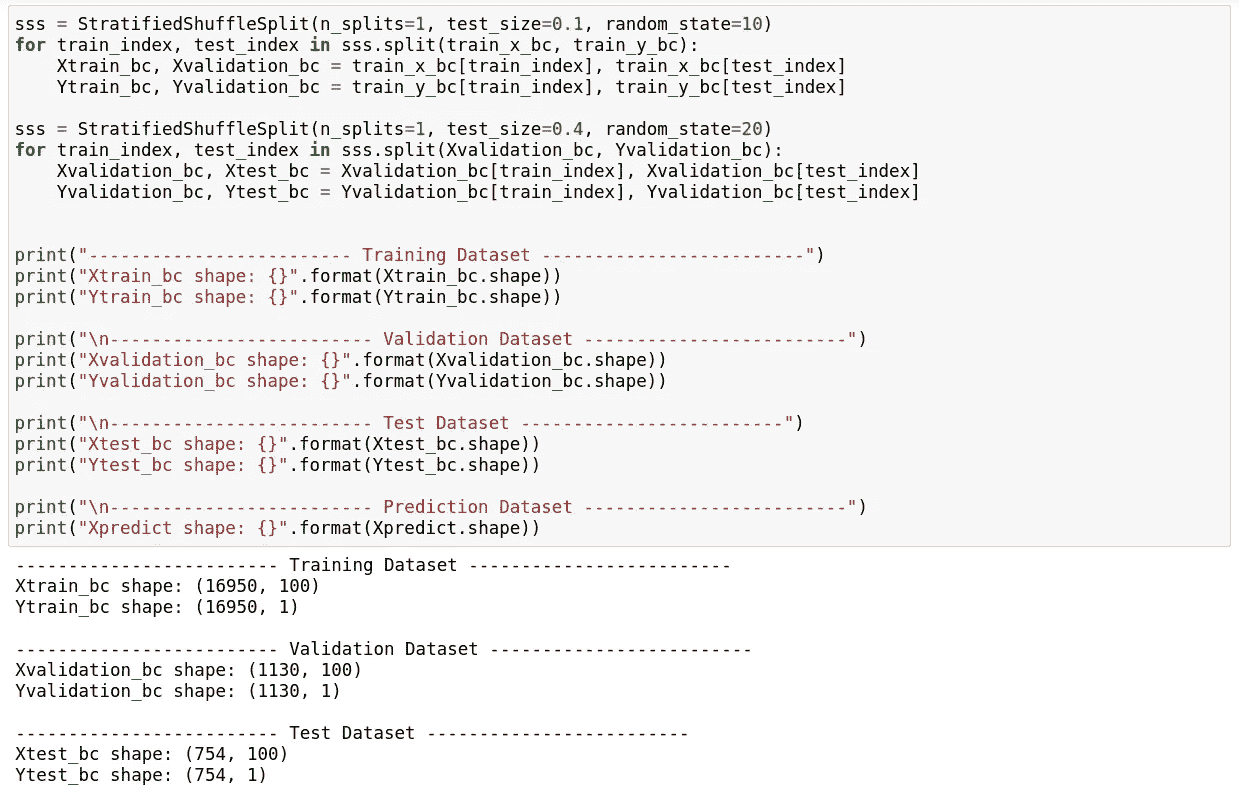 sss = StratifiedShuffleSplit(n_splits=1, test_size=0.1, random_state=10)
for train_index, test_index in sss.split(train_x_bc, train_y_bc):
    Xtrain_bc, Xvalidation_bc = train_x_bc[train_index], train_x_bc[test_index]
    Ytrain_bc, Yvalidation_bc = train_y_bc[train_index], train_y_bc[test_index]

sss = StratifiedShuffleSplit(n_splits=1, test_size=0.4, random_state=20)
for train_index, test_index in sss.split(Xvalidation_bc, Yvalidation_bc):
    Xvalidation_bc, Xtest_bc = Xvalidation_bc[train_index], Xvalidation_bc[test_index]
    Yvalidation_bc, Ytest_bc = Yvalidation_bc[train_index], Yvalidation_bc[test_index]

print("------------------------- Training Dataset -------------------------")
print("Xtrain_bc shape: {}".format(Xtrain_bc.shape))
print("Ytrain_bc shape: {}".format(Ytrain_bc.shape))

print("\n------------------------- Validation Dataset -------------------------")
print("Xvalidation_bc shape: {}".format(Xvalidation_bc.shape))
print("Yvalidation_bc shape: {}".format(Yvalidation_bc.shape))

print("\n------------------------- Test Dataset -------------------------")
print("Xtest_bc shape: {}".format(Xtest_bc.shape))
print("Ytest_bc shape: {}".format(Ytest_bc.shape))

print("\n------------------------- Prediction Dataset -------------------------")
print("Xpredict shape: {}".format(Xpredict.shape))
------------------------- Training Dataset -------------------------
Xtrain_bc shape: (16950, 100)
Ytrain_bc shape: (16950, 1)

------------------------- Validation Dataset -------------------------
Xvalidation_bc shape: (1130, 100)
Yvalidation_bc shape: (1130, 1)

------------------------- Test Dataset -------------------------
Xtest_bc shape: (754, 100)
Ytest_bc shape: (754, 1)